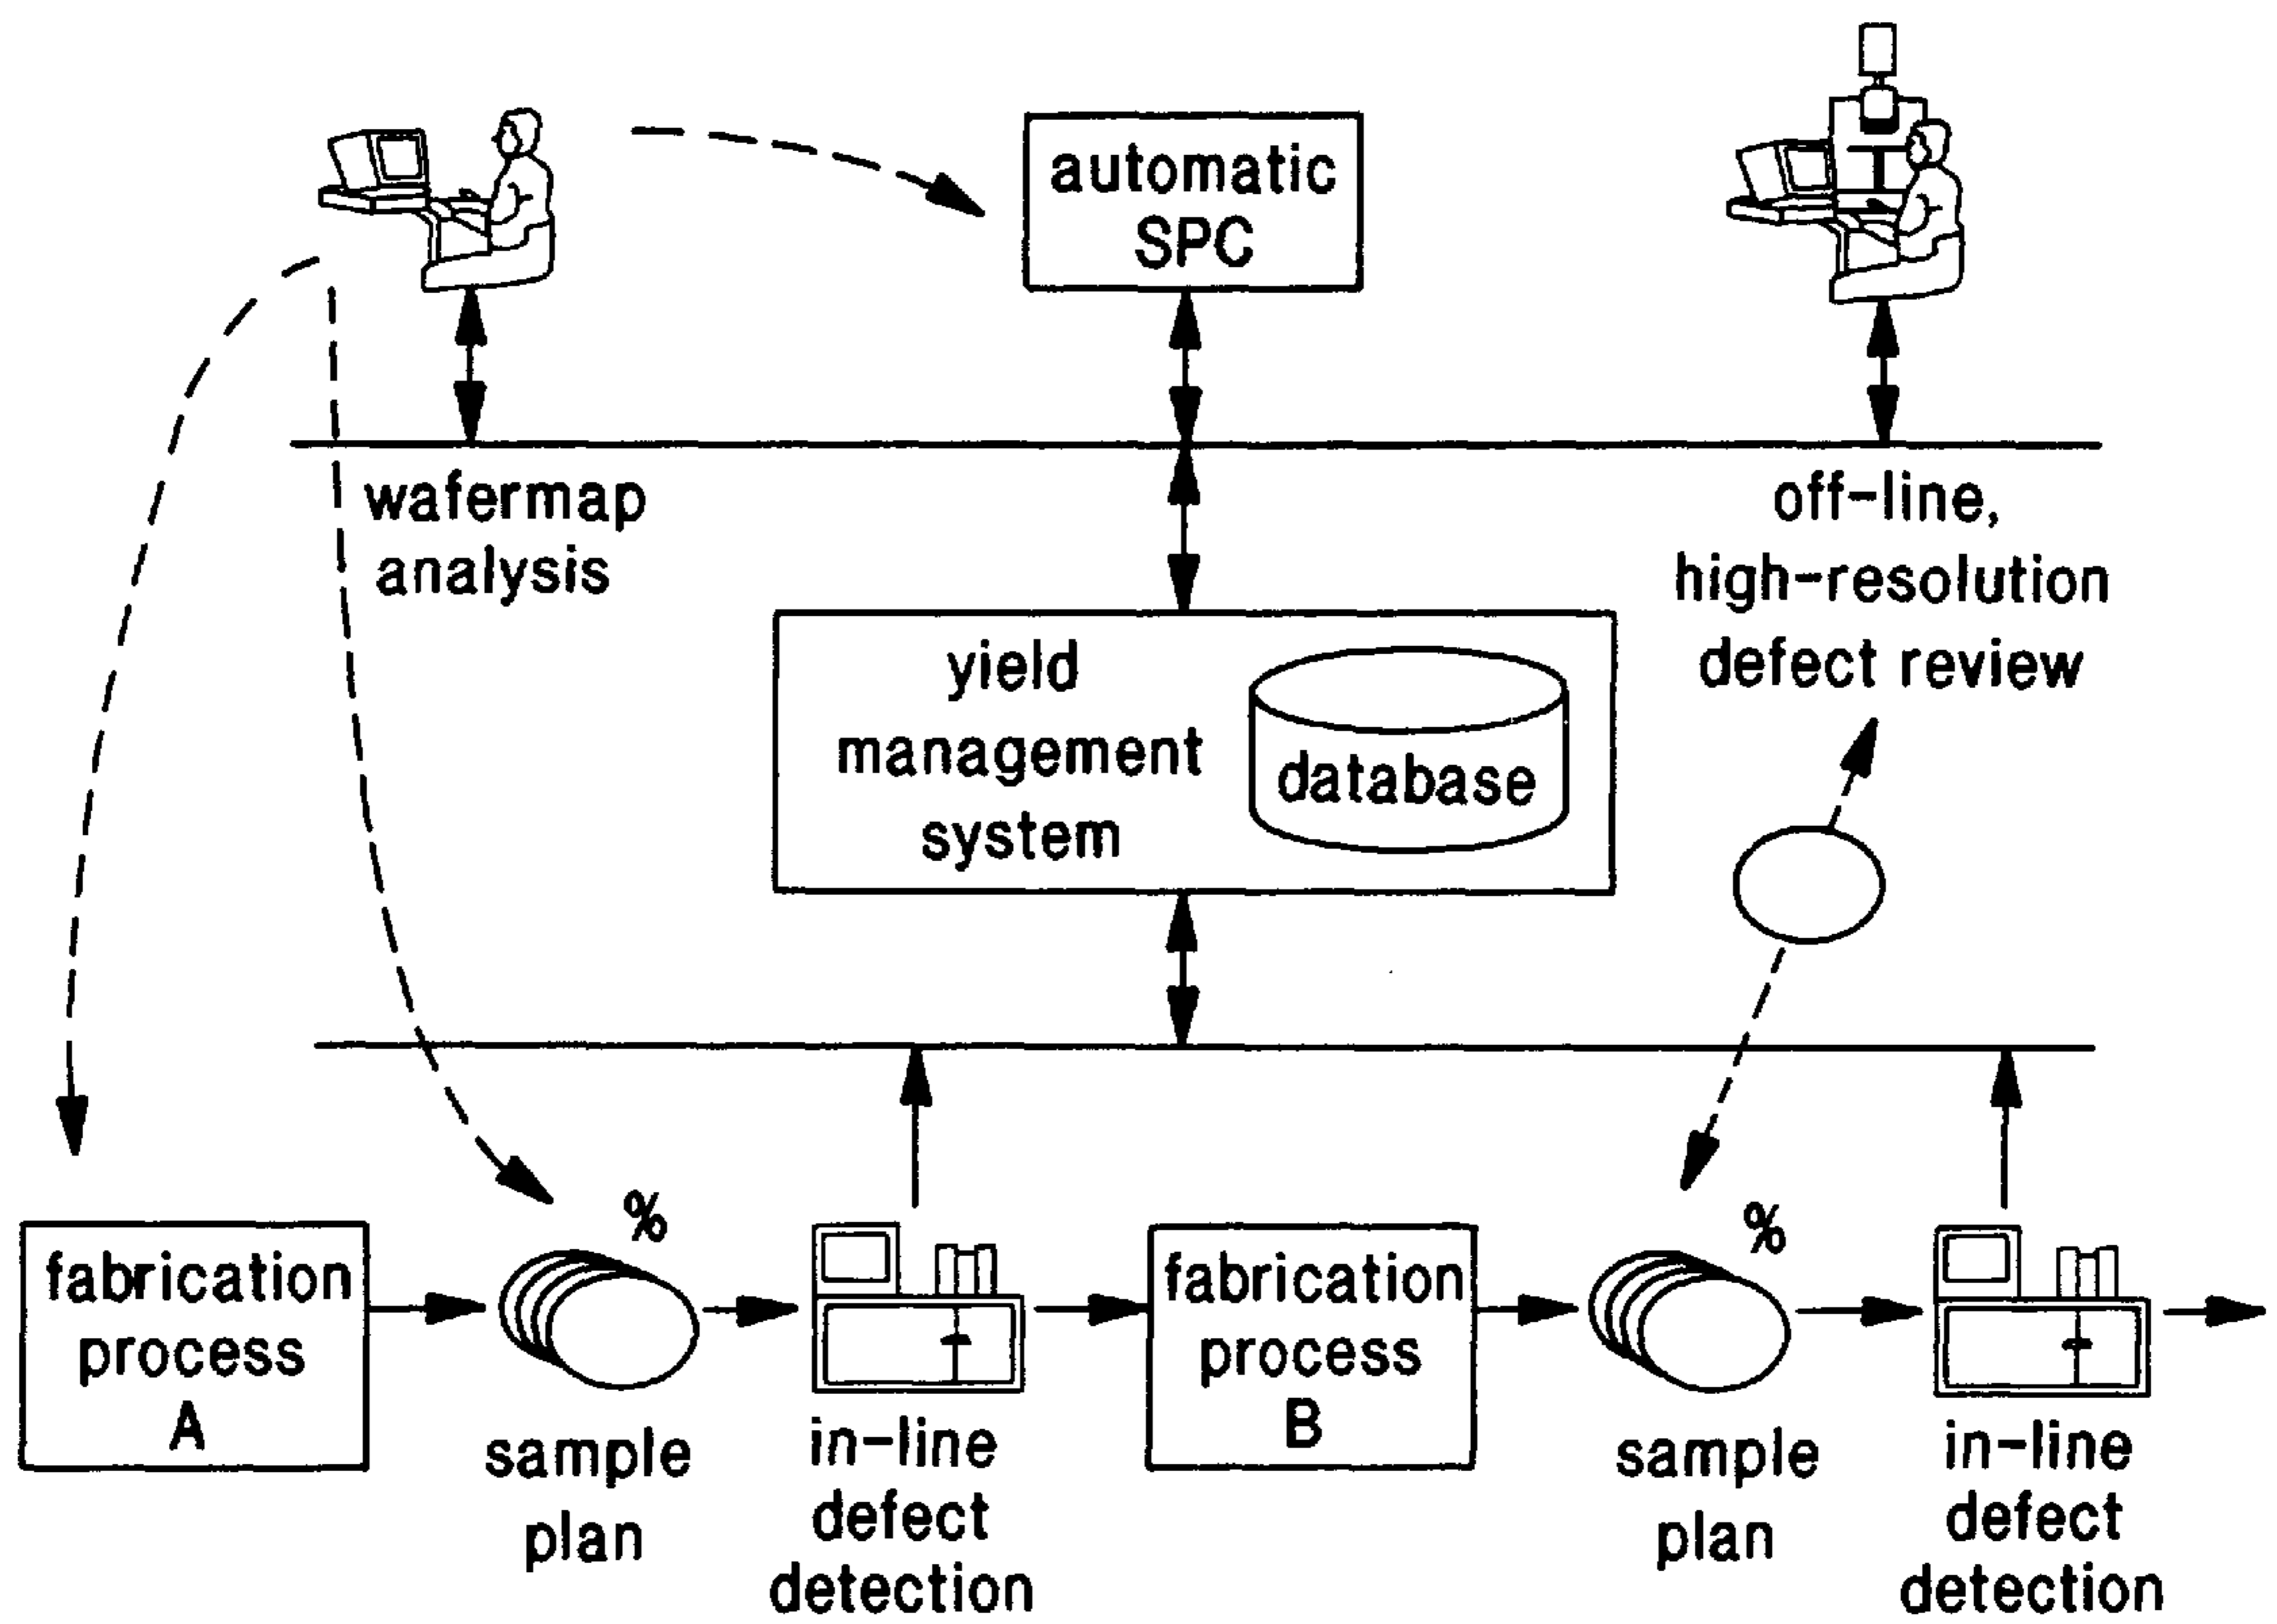 automatic
SPC
wafermap
analysis
off-line,
high-resolution
defect review
yield
management
system
database
%
%
fabrication
process
A
sample
plan
in-line
defect
detection
fabrication
process
B
sample
plan
in-line
defect
detection